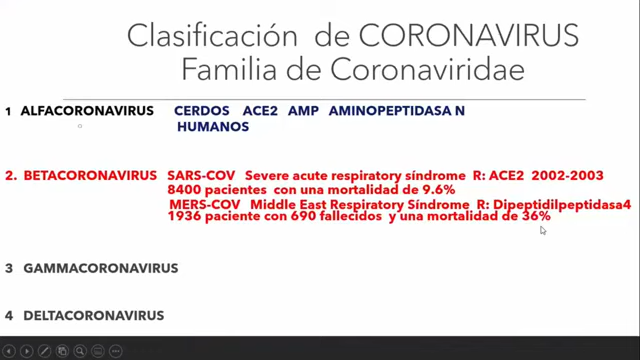 Clasificación de CORONAVIRUS
Familia de Coronaviridae
1 ALFACORONAVIRUS CERDOS ACE2 AMP AMINOPEPTIDASA N
HUMANOS
2. BETACORONAVIRUS SARS-COV Severe acute respiratory síndrome R: ACE2 2002-2003
8400 pacientes con una mortalidad de 9.6%
MERS-COV Middle East Respiratory Síndrome R: Dipeptidilpeptidasa4
1936 paciente con 690 fallecidos y una mortalidad de 36%
3 GAMMACORONAVIRUS
4 DELTACORONAVIRUS